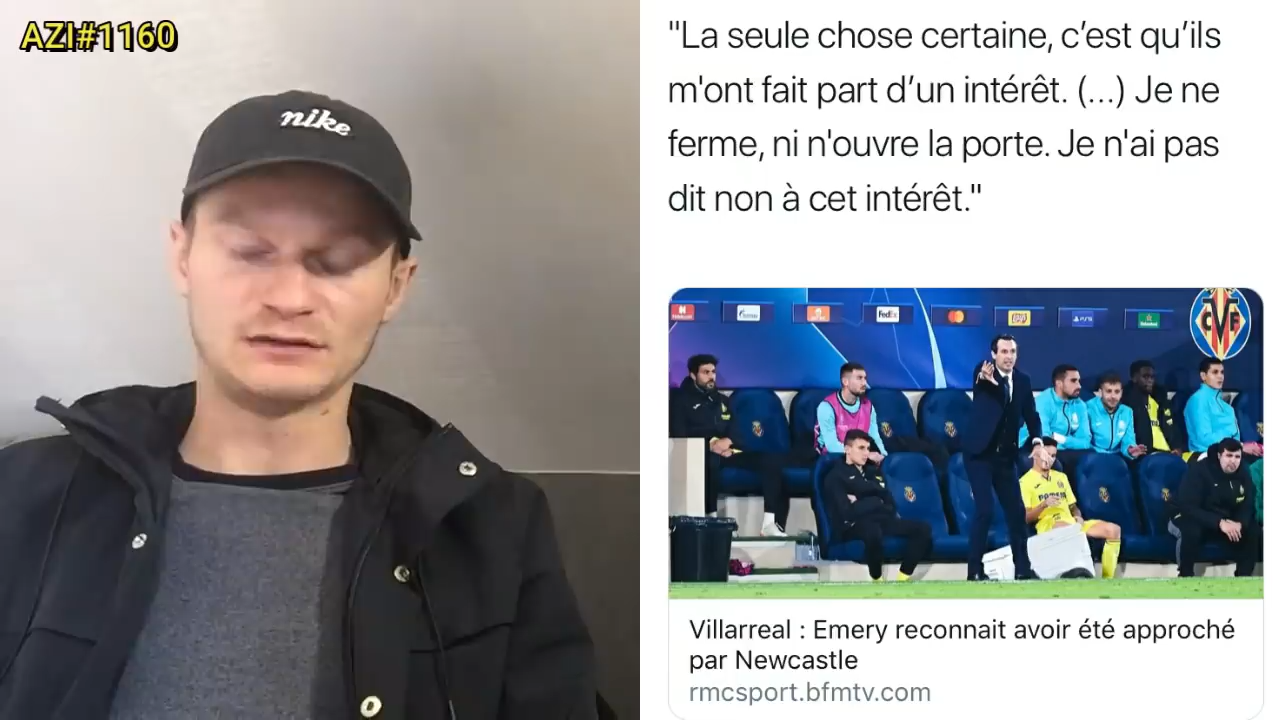 AZI#1160
nike
"La seule chose certaine, c’est qu’ils
m'ont fait part d’un intérêt. (...) Je ne
ferme, ni n'ouvre la porte. Je n'ai pas
dit non à cet intérêt."
FedEx
CVF
Villarreal : Emery reconnait avoir été approché
par Newcastle
rmcsport.bfmtv.com